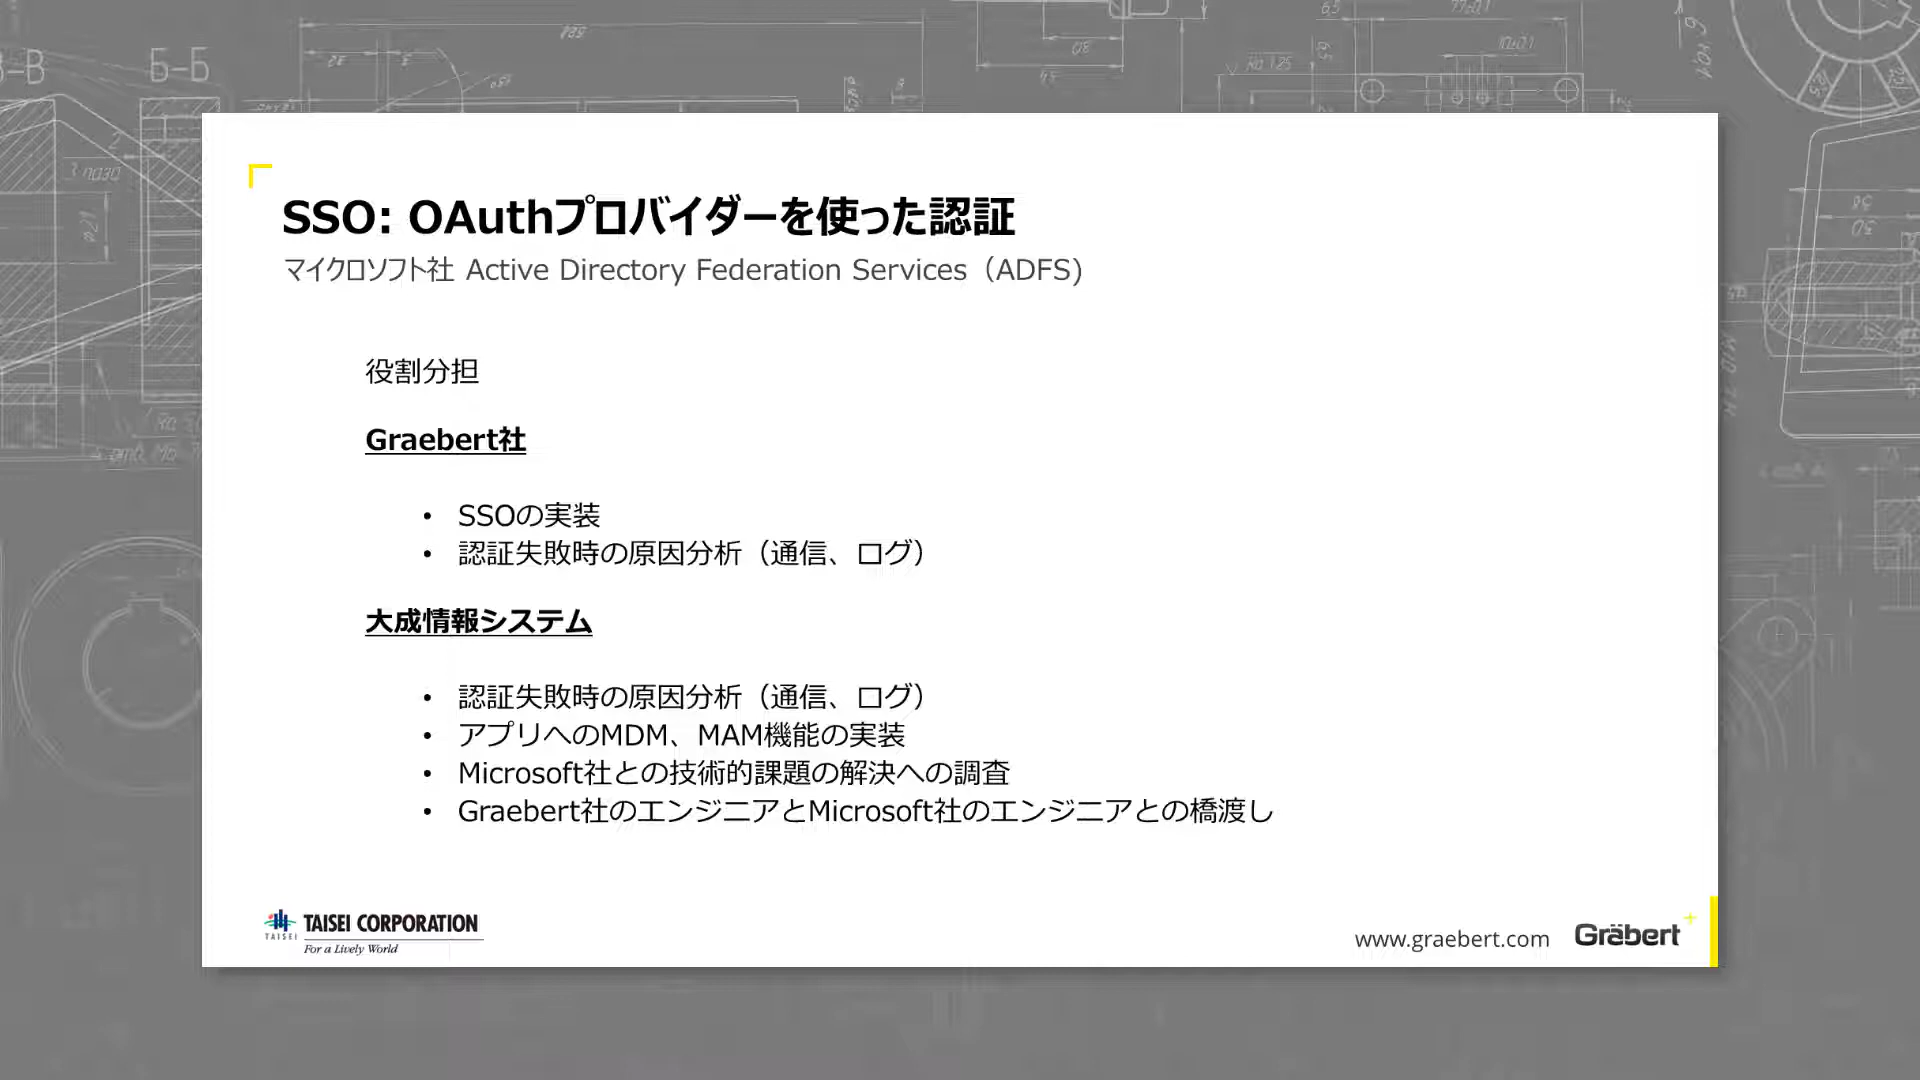 Б-Б
SSO: OAuthプロバイダーを使った認証
マイクロソフト社 Active Directory Federation Services（ADFS)
役割分担
Graebert社
• SSOの実装
• 認証失敗時の原因分析（通信、ログ）
大成情報システム
• 認証失敗時の原因分析（通信、ログ）
• アプリへのMDM、MAM機能の実装
• Microsoft社との技術的課題の解決への調査
• Graebert社のエンジニアとMicrosoft社のエンジニアとの橋渡し
TAISEI
TAISEI CORPORATION
For a Lively World
www.graebert.com
Gräbert